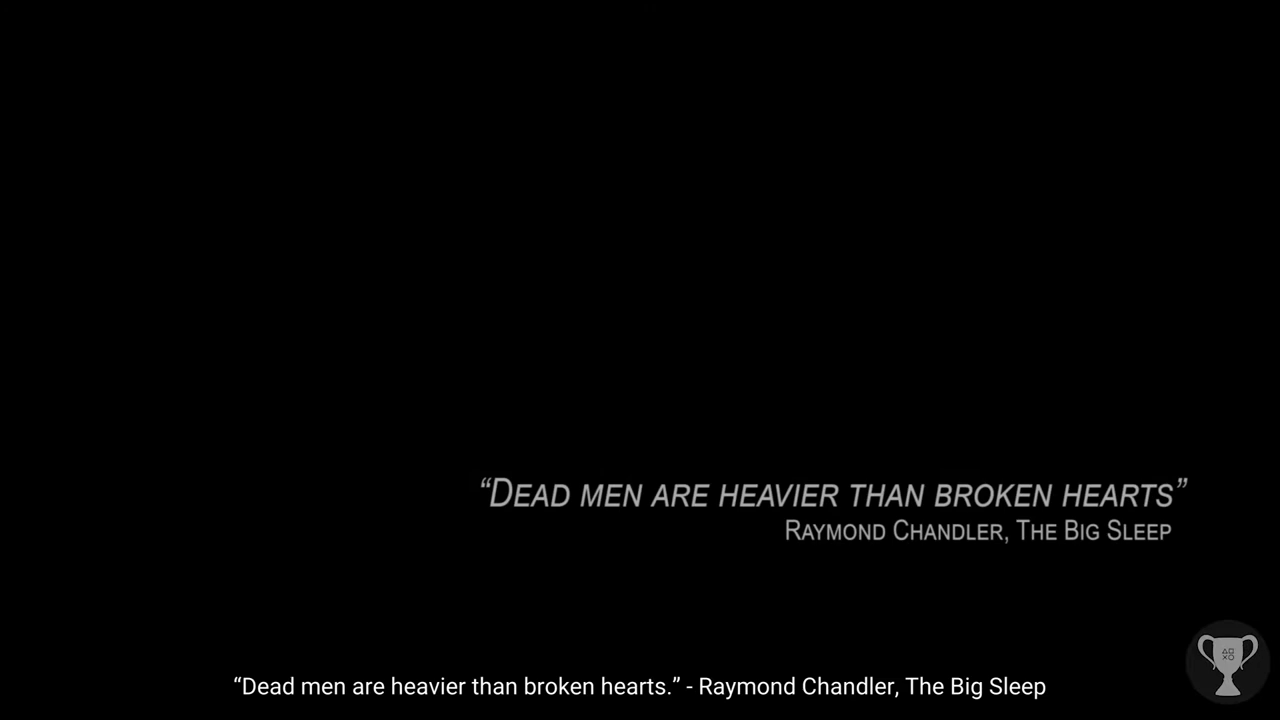 “DEAD MEN ARE HEAVIER THAN BROKEN HEARTS”
RAYMOND CHANDLER, THE BIG SLEEP
“Dead men are heavier than broken hearts.” - Raymond Chandler, The Big Sleep